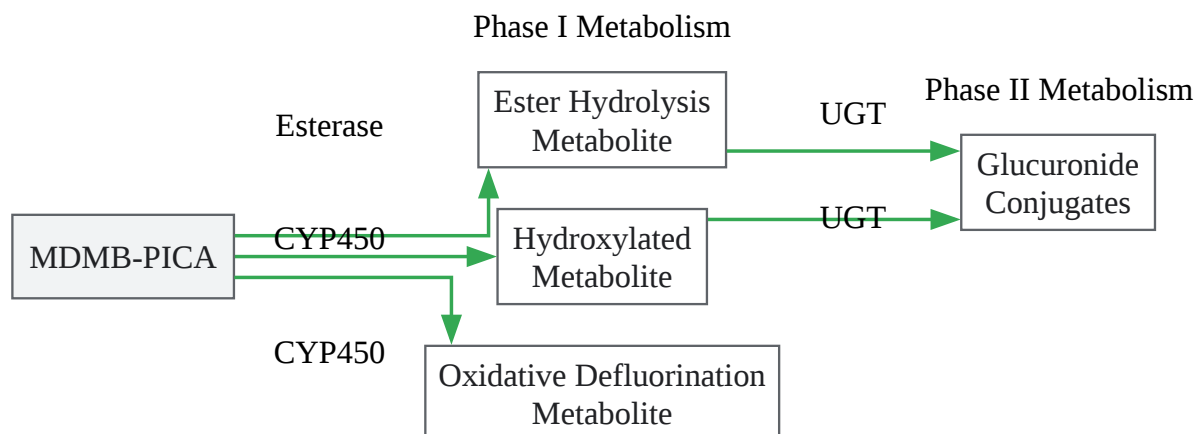 Phase I Metabolism
Ester Hydrolysis
Metabolite
Phase II Metabolism
Esterase
UGT
Glucuronide
Conjugates
MDMB-PICA
CYP450
Hydroxylated
Metabolite
UGT
CYP450
Oxidative Defluorination
Metabolite